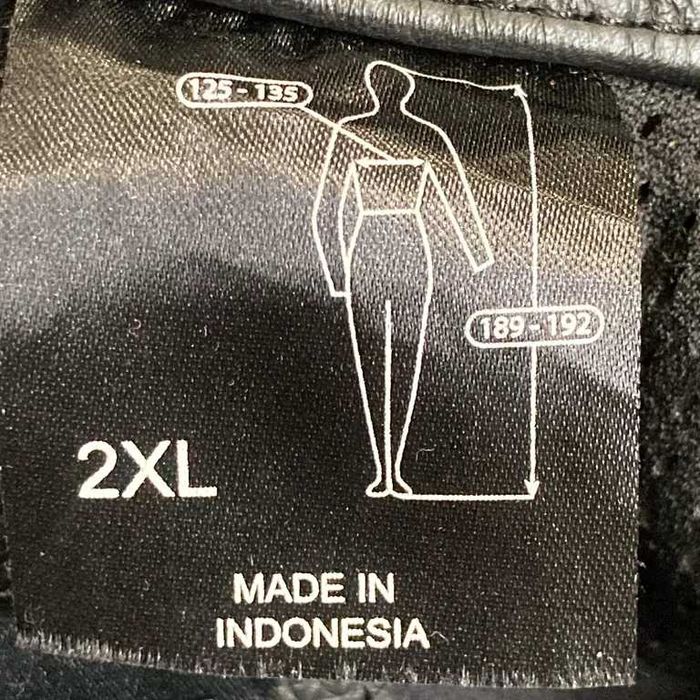 125 - 135
189 - 192
2XL
MADE IN
INDONESIA